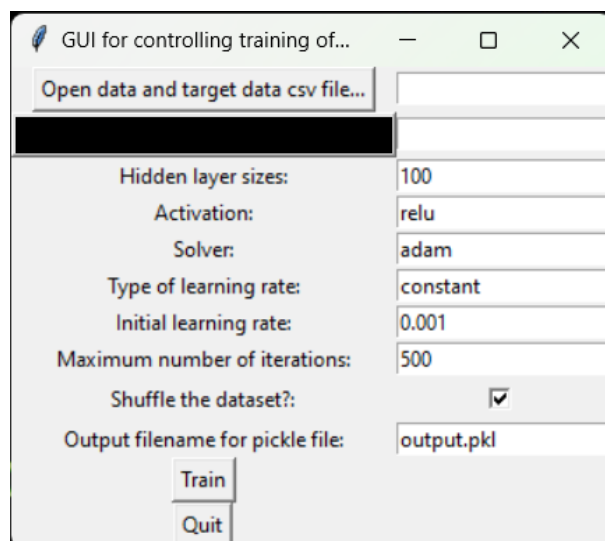 GUI for controlling training of...
Open data and target data csv file...
Hidden layer sizes: 100
Activation: relu
Solver: adam
Type of learning rate: constant
Initial learning rate: 0.001
Maximum number of iterations: 500
Shuffle the dataset?:
Output filename for pickle file: output.pkl
Train
Quit